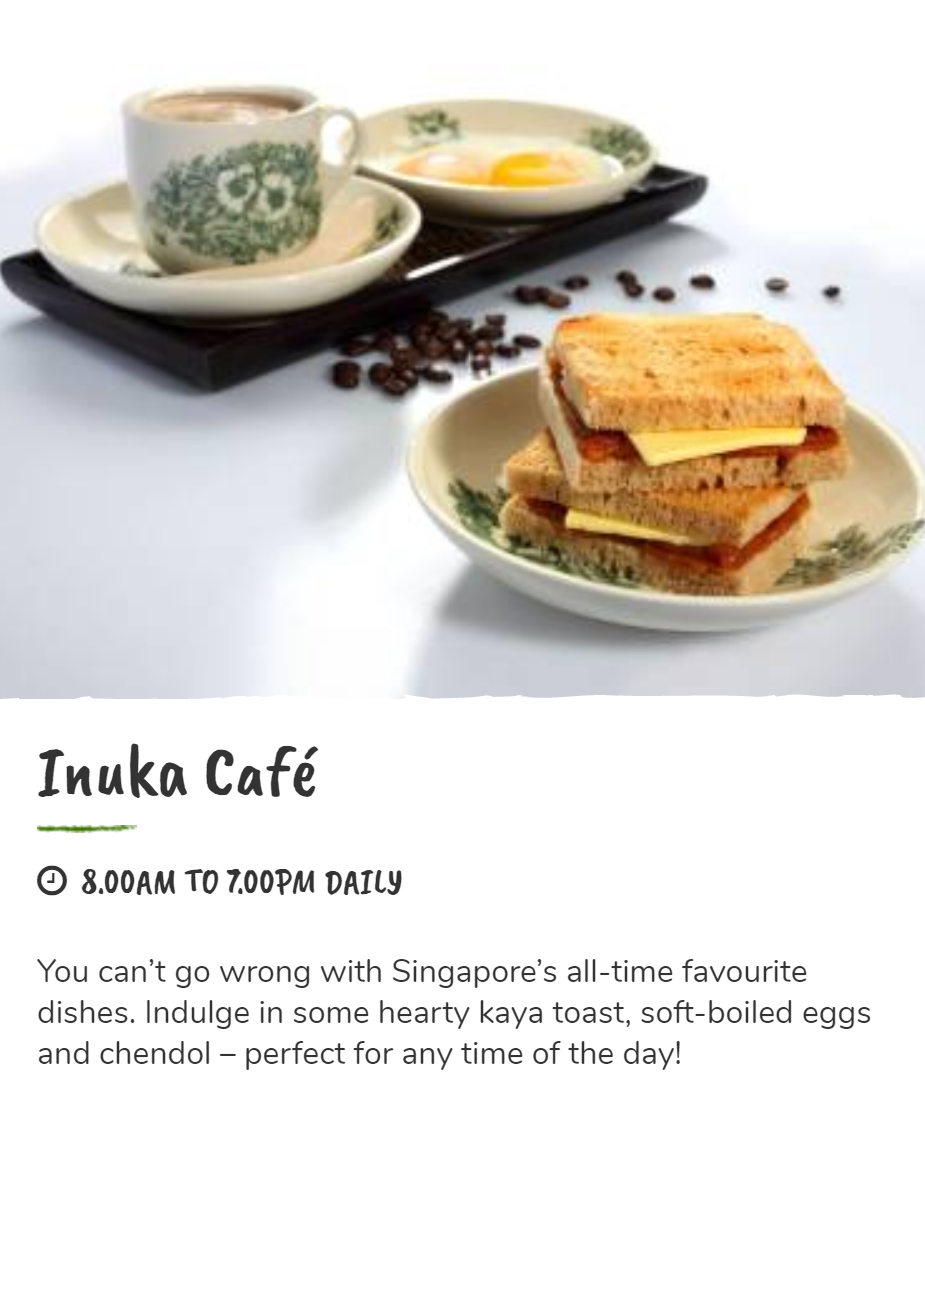 Inuka Café
8.00AM TO 7.00PM DAILY
You can’t go wrong with Singapore’s all-time favourite
dishes. Indulge in some hearty kaya toast, soft-boiled eggs
and chendol – perfect for any time of the day!